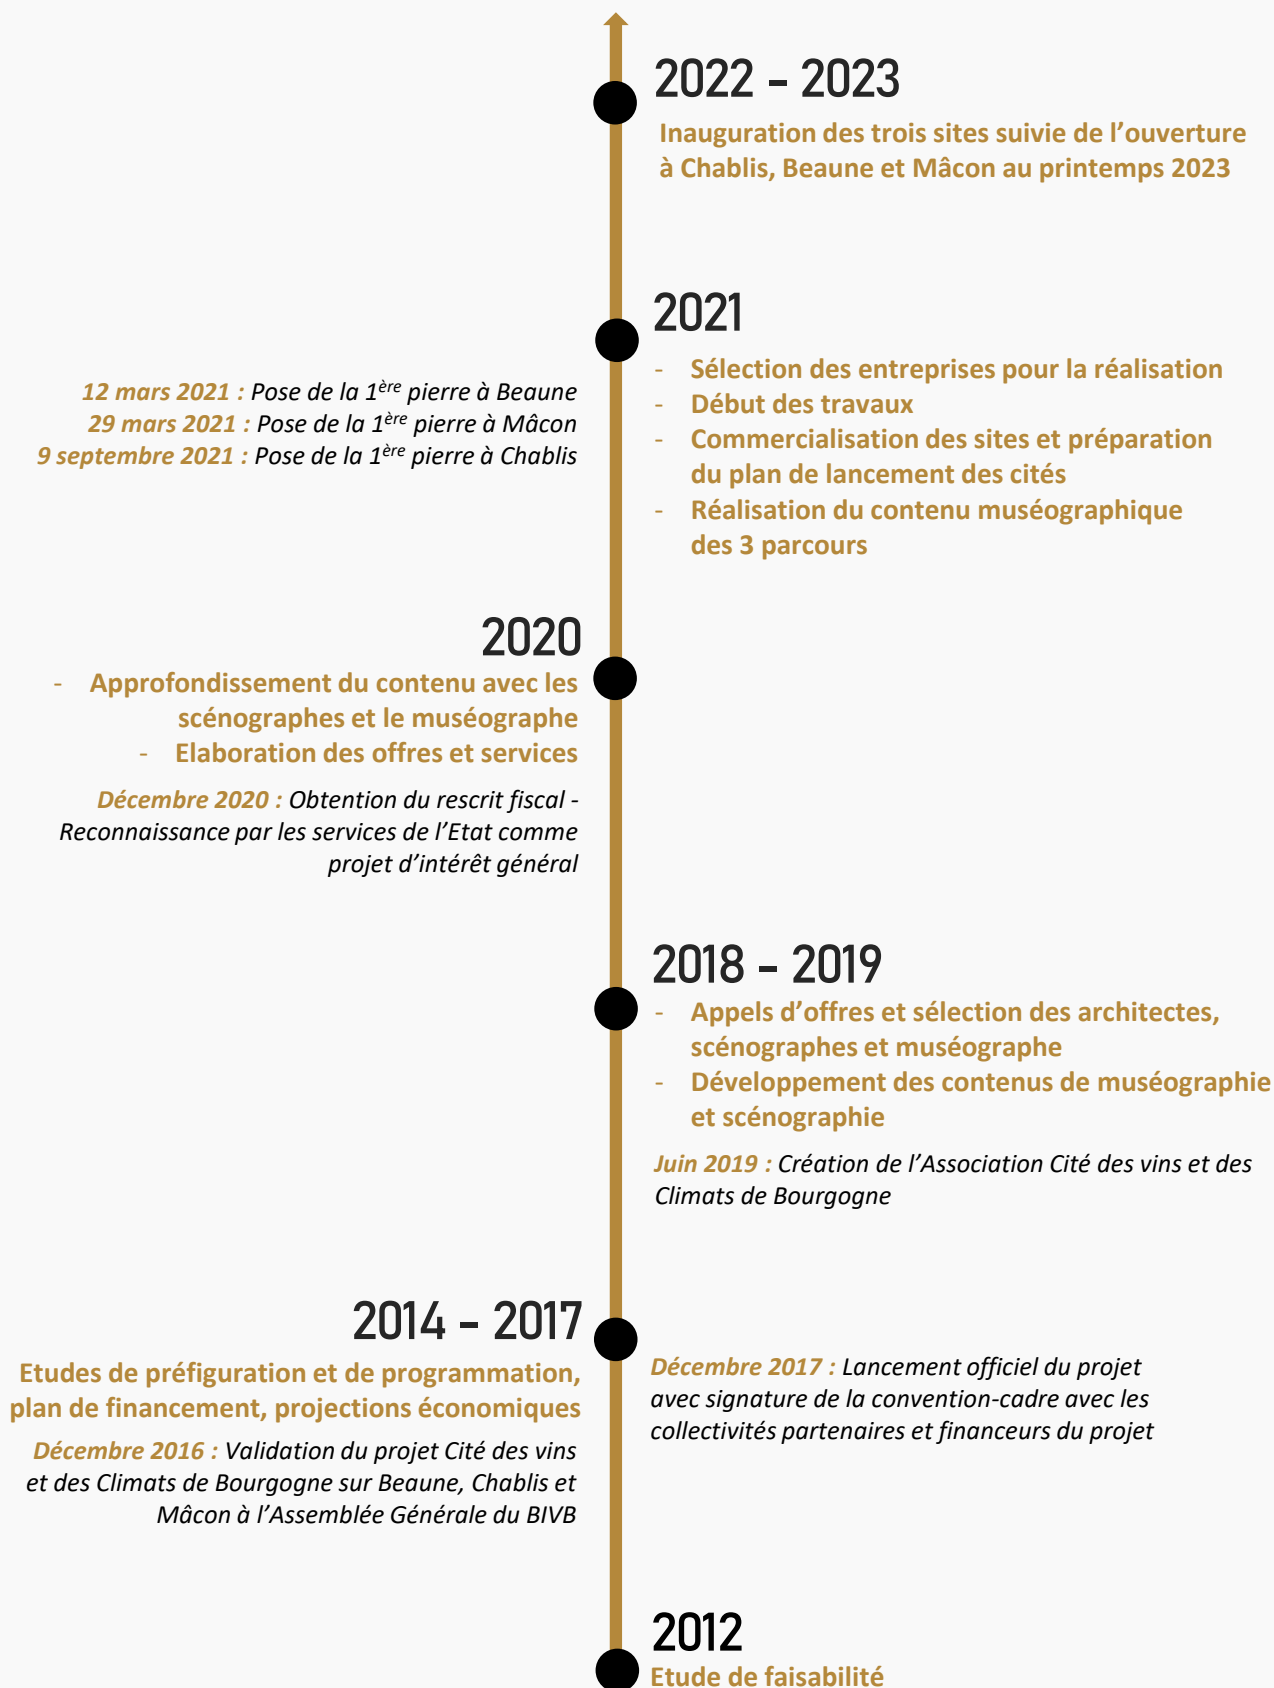 2022 - 2023
Inauguration des trois sites suivie de l’ouverture
à Chablis, Beaune et Mâcon au printemps 2023
2021
- Sélection des entreprises pour la réalisation
- Début des travaux
- Commercialisation des sites et préparation
du plan de lancement des cités
- Réalisation du contenu muséographique
des 3 parcours
12 mars 2021 : Pose de la 1ère pierre à Beaune
29 mars 2021 : Pose de la 1ère pierre à Mâcon
9 septembre 2021 : Pose de la 1ère pierre à Chablis
2020
- Approfondissement du contenu avec les
scénographes et le muséographe
- Elaboration des offres et services
Décembre 2020 : Obtention du rescrit fiscal -
Reconnaissance par les services de l’Etat comme
projet d’intérêt général
2018 - 2019
- Appels d’offres et sélection des architectes,
scénographes et muséographe
- Développement des contenus de muséographie
et scénographie
Juin 2019 : Création de l’Association Cité des vins et des
Climats de Bourgogne
2014 - 2017
Etudes de préfiguration et de programmation,
plan de financement, projections économiques
Décembre 2016 : Validation du projet Cité des vins
et des Climats de Bourgogne sur Beaune, Chablis et
Mâcon à l’Assemblée Générale du BIVB
Décembre 2017 : Lancement officiel du projet
avec signature de la convention-cadre avec les
collectivités partenaires et financeurs du projet
2012
Etude de faisabilité